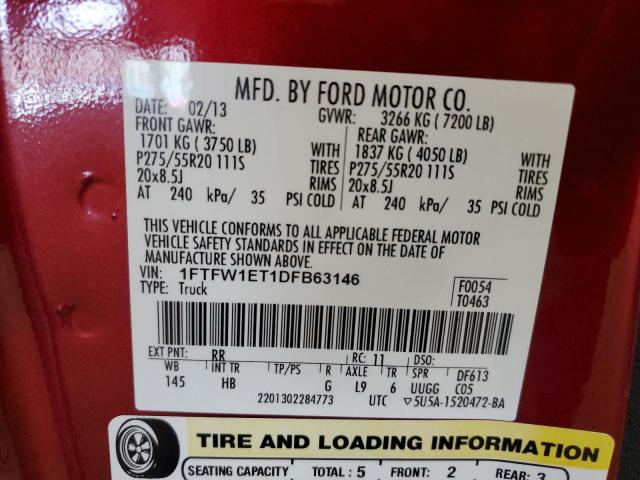 MFD. BY FORD MOTOR CO.
DATE: 02/13 GVWR: 3266 KG ( 7200 LB)
FRONT GAWR: REAR GAWR:
1701 KG ( 3750 LB) WITH 1837 KG ( 4050 LB) WITH
P275/55R20 111S TIRES P275/55R20 111S TIRES
20x8.5J RIMS 20x8.5J RIMS
AT 240 kPa/ 35 PSI COLD AT 240 kPa/ 35 PSI COLD
THIS VEHICLE CONFORMS TO ALL APPLICABLE FEDERAL MOTOR
VEHICLE SAFETY STANDARDS IN EFFECT ON THE DATE OF
MANUFACTURE SHOWN ABOVE.
VIN: 1FTFW1ET1DFB63146 F0054
TYPE: Truck T0463
EXT PNT: RR RC: 11 DSO:
WB INT TR TP/PS R AXLE TR SPR DF613
145 HB G L9 6 UUGG C05
2201302284773 UTC ▽5U5A-1520472-BA
TIRE AND LOADING INFORMATION
SEATING CAPACITY TOTAL : 5 FRONT: 2 REAR: 3